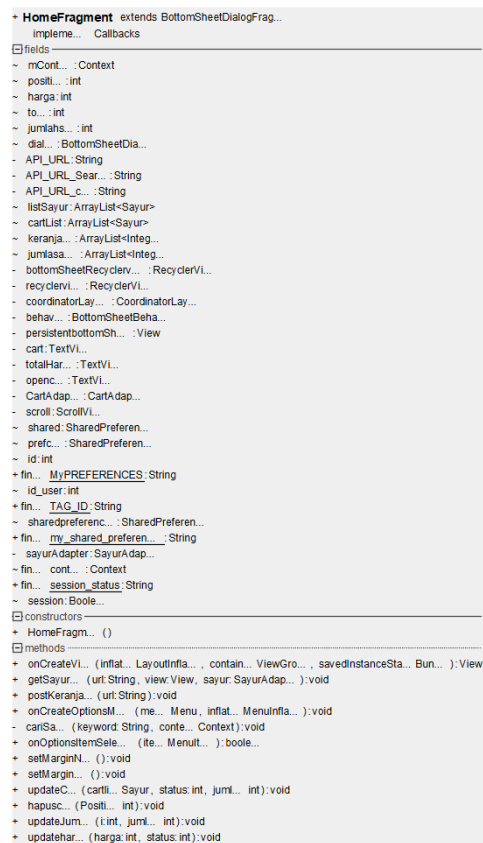 + HomeFragment extends BottomSheetDialogFrag...
impleme... Callbacks
fields
~ mCont... :Context
~ positi... :int
~ harga:int
~ to... :int
~ jumlahs... :int
~ dial... :BottomSheetDia...
- API_URL:String
- API_URL_Sear... :String
- API_URL_c... :String
~ listSayur:ArrayList<Sayur>
~ cartList:ArrayList<Sayur>
~ keranja... :ArrayList<Integ...
~ jumlasa... :ArrayList<Integ...
- bottomSheetRecyclerv... :RecyclerVi...
- recyclervi... :RecyclerVi...
- coordinatorLay... :CoordinatorLay...
- behav... :BottomSheetBeha...
- persistentbottomSh... :View
- cart:TextVi...
- totalHar... :TextVi...
- openc... :TextVi...
- CartAdap... :CartAdap...
- scroll:ScrollVi...
~ shared:SharedPreferen...
~ prefc... :SharedPreferen...
~ id:int
+ fin... MyPREFERENCES:String
~ id_user:int
+ fin... TAG_ID:String
~ sharedpreferenc... :SharedPreferen...
+ fin... my_shared_preferen... :String
- sayurAdapter:SayurAdap...
~ fin... cont... :Context
+ fin... session_status:String
~ session:Boole...
constructors
+ HomeFragm... ()
methods
+ onCreateVi... (inflat... LayoutInfla... , contain... ViewGro... , savedInstanceSta... Bun... ):View
+ getSayur... (url:String, view:View, sayur:SayurAdap... ):void
+ postKeranja... (url:String):void
+ onCreateOptionsM... (me... Menu, inflat... MenuInfla... ):void
- cariSa... (keyword:String, conte... Context):void
+ onOptionsItemSele... (ite... MenuIt... ):boole...
+ setMarginN... ():void
+ setMargin... ():void
+ updateC... (cartli... Sayur, status:int, juml... int):void
+ hapusc... (Positi... int):void
+ updateJum... (i:int, juml... int):void
+ updatehar... (harga:int, status:int):void